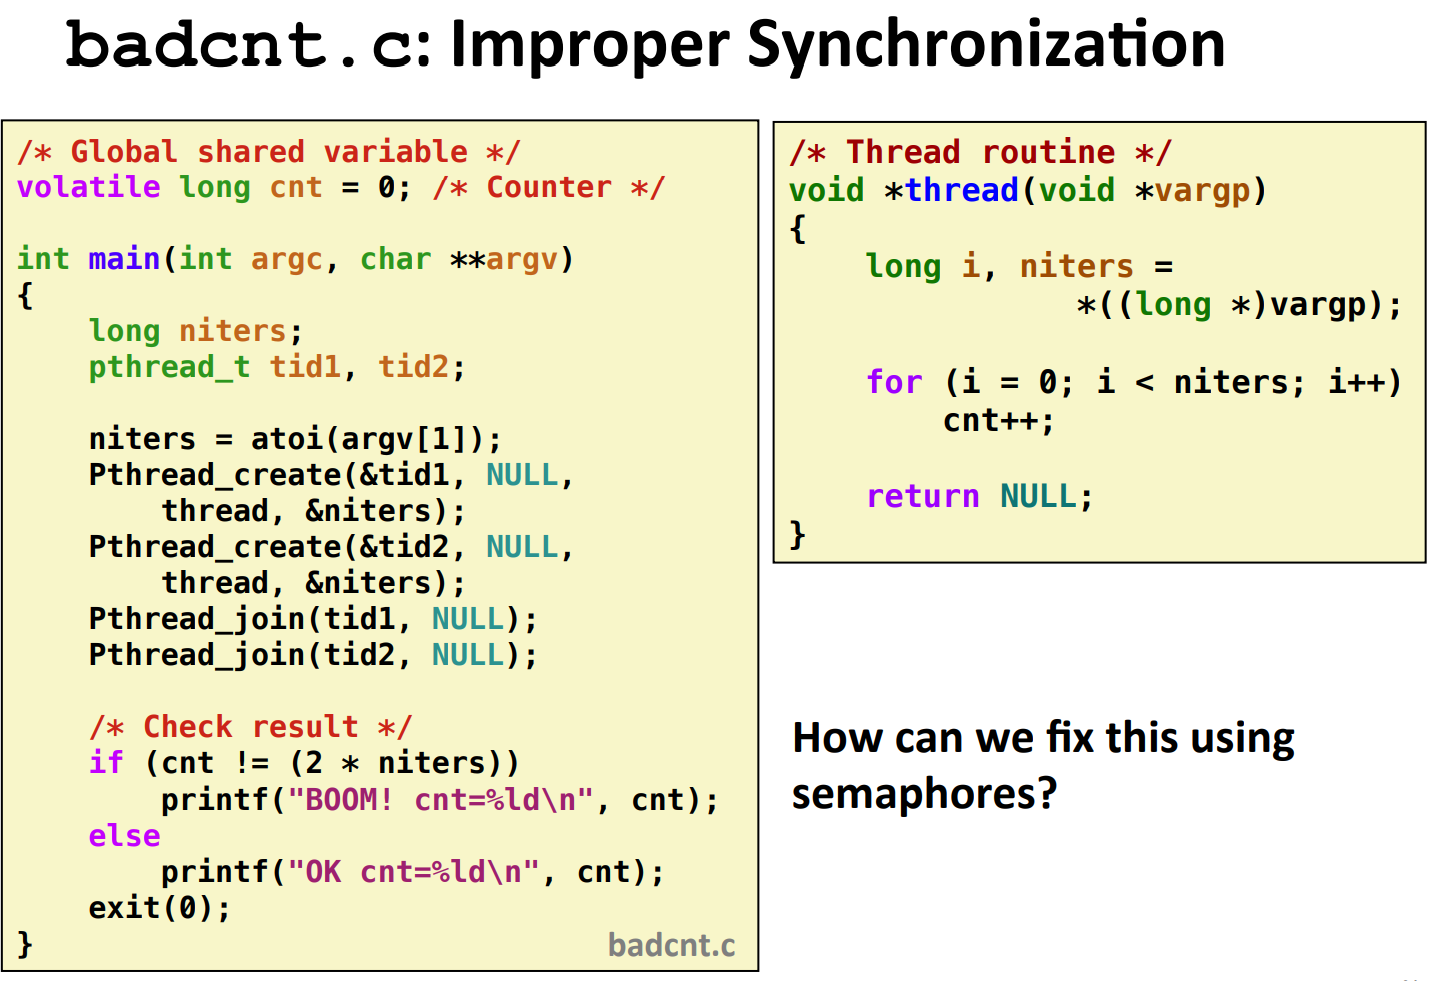 badcnt.c: Improper Synchronization
/* Global shared variable */
volatile long cnt = 0; /* Counter */
int main(int argc, char **argv)
{
    long niters;
    pthread_t tid1, tid2;
    niters = atoi(argv[1]);
    Pthread_create(&tid1, NULL,
        thread, &niters);
    Pthread_create(&tid2, NULL,
        thread, &niters);
    Pthread_join(tid1, NULL);
    Pthread_join(tid2, NULL);
    /* Check result */
    if (cnt != (2 * niters))
        printf("BOOM! cnt=%ld\n", cnt);
    else
        printf("OK cnt=%ld\n", cnt);
    exit(0);
}
badcnt.c
/* Thread routine */
void *thread(void *vargp)
{
    long i, niters =
               *((long *)vargp);
    for (i = 0; i < niters; i++)
        cnt++;
    return NULL;
}
How can we fix this using
semaphores?